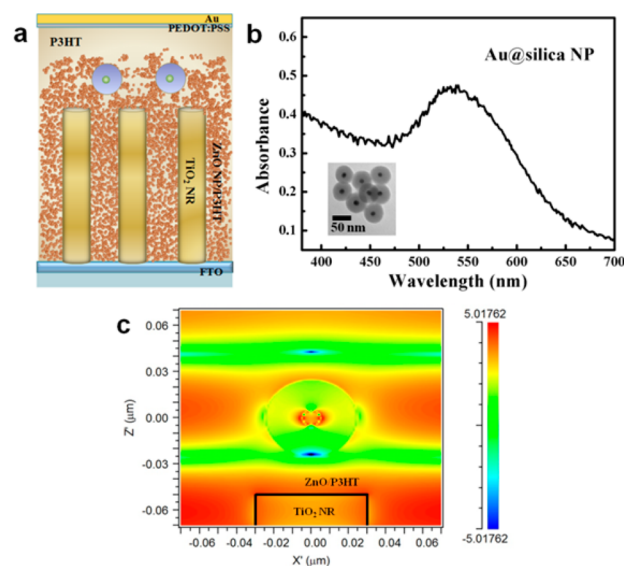 a
Au
PEDOT:PSS
P3HT
TiO2 NR
ZnO NP/P3HT
FTO
b
Au@silica NP
Absorbance
0.6
0.5
0.4
0.3
0.2
0.1
50 nm
400
450
500
550
600
650
700
Wavelength (nm)
c
5.01762
0.06
0.03
0.00
-0.03
-0.06
Z' (μm)
ZnO/P3HT
TiO2 NR
-0.06
-0.04
-0.02
0.00
0.02
0.04
0.06
X' (μm)
-5.01762